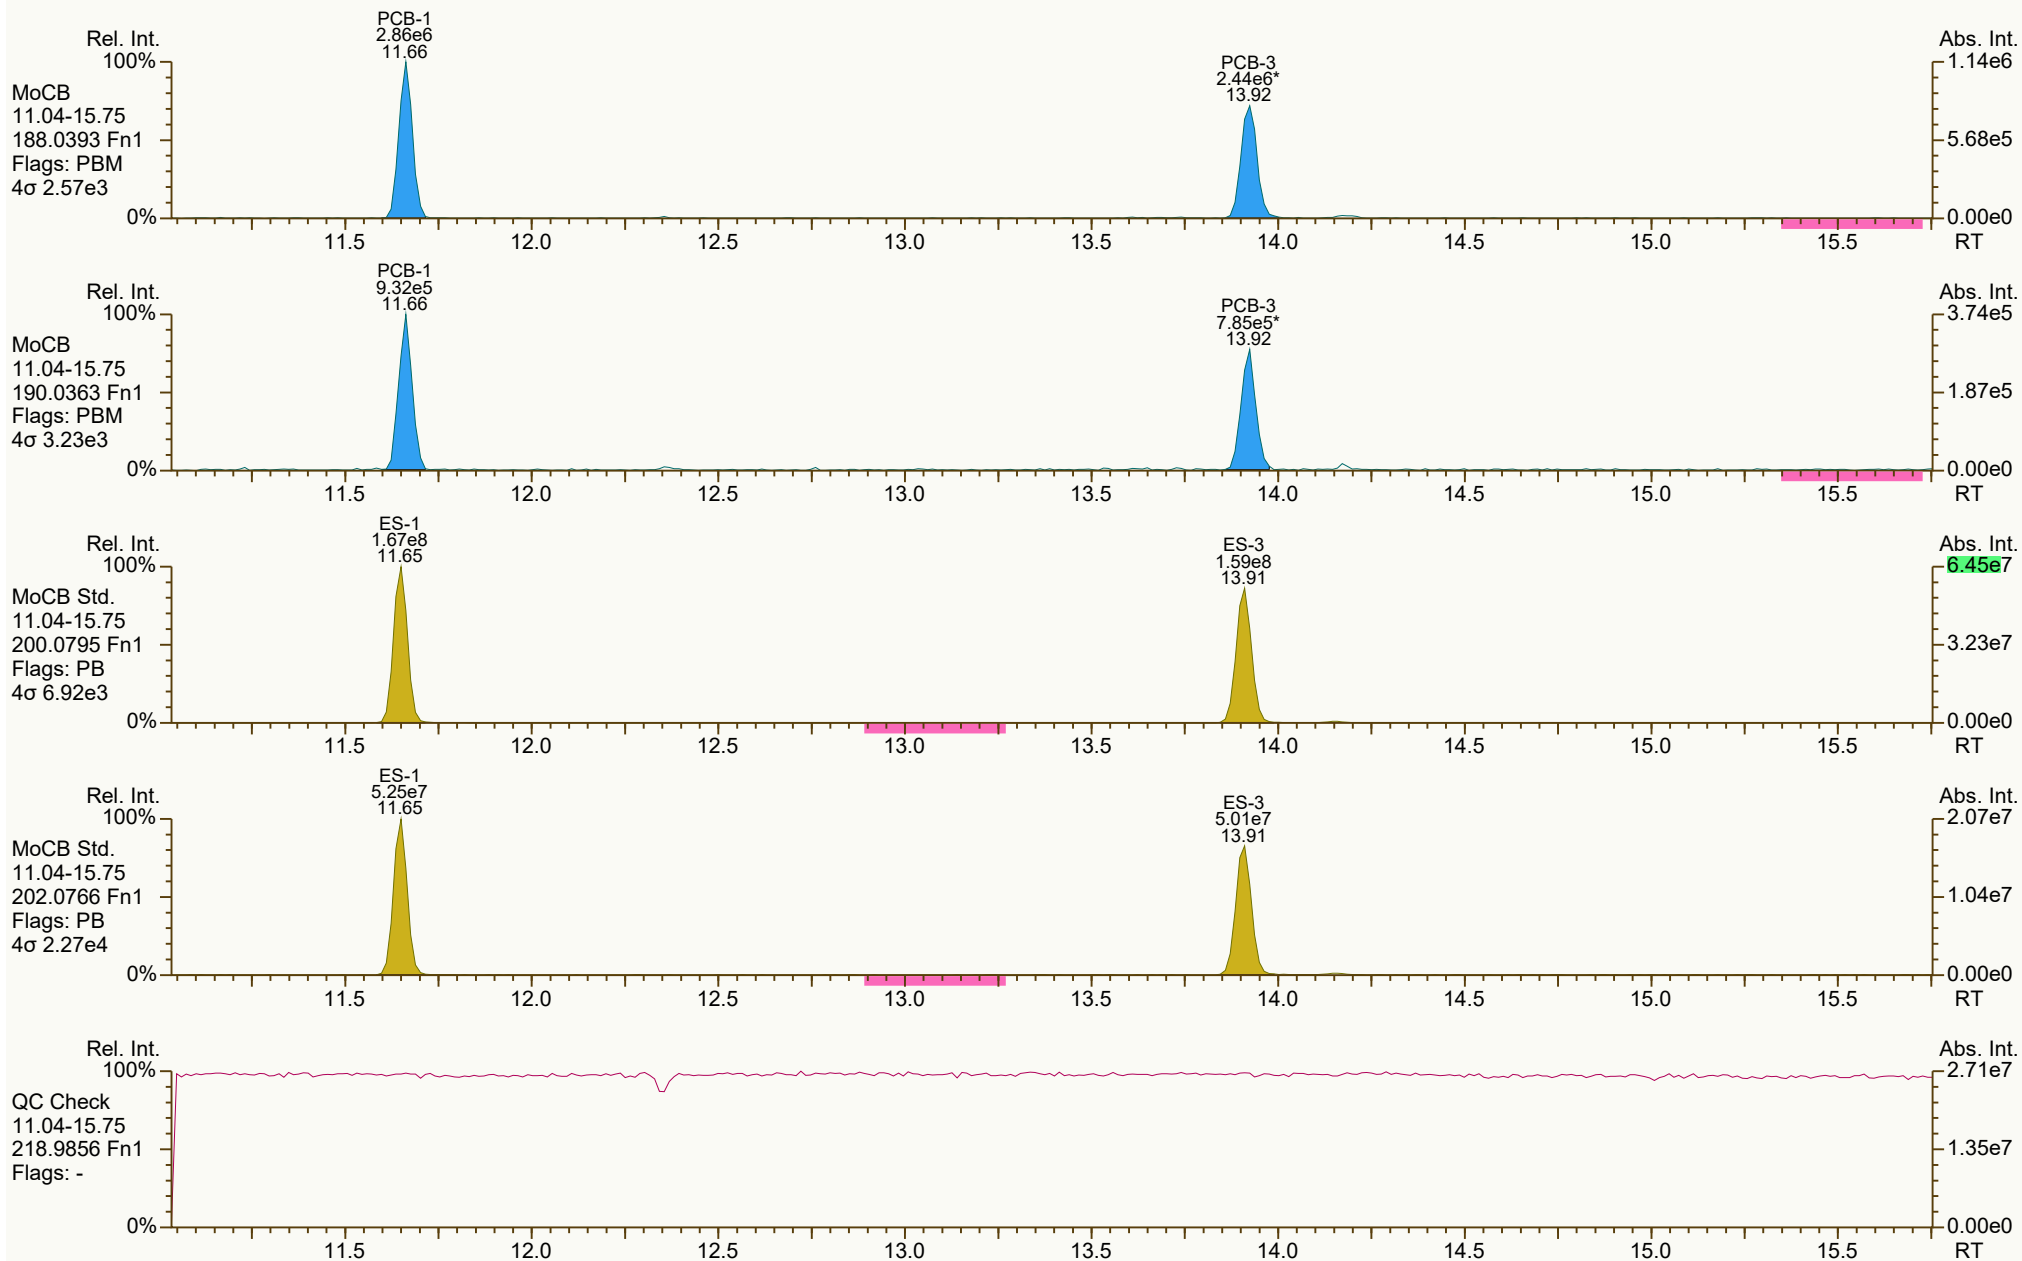 PCB-1
2.86e6
11.66
PCB-3
2.44e6*
13.92
Rel. Int.
Abs. Int.
100%
1.14e6
MoCB
11.04-15.75
188.0393 Fn1
Flags: PBM
4σ 2.57e3
5.68e5
0%
0.00e0
11.5 12.0 12.5 13.0 13.5 14.0 14.5 15.0 15.5 RT
PCB-1
9.32e5
11.66
PCB-3
7.85e5*
13.92
Rel. Int.
Abs. Int.
100%
3.74e5
MoCB
11.04-15.75
190.0363 Fn1
Flags: PBM
4σ 3.23e3
1.87e5
0%
0.00e0
11.5 12.0 12.5 13.0 13.5 14.0 14.5 15.0 15.5 RT
ES-1
1.67e8
11.65
ES-3
1.59e8
13.91
Rel. Int.
Abs. Int.
100%
6.45e7
MoCB Std.
11.04-15.75
200.0795 Fn1
Flags: PB
4σ 6.92e3
3.23e7
0%
0.00e0
11.5 12.0 12.5 13.0 13.5 14.0 14.5 15.0 15.5 RT
ES-1
5.25e7
11.65
ES-3
5.01e7
13.91
Rel. Int.
Abs. Int.
100%
2.07e7
MoCB Std.
11.04-15.75
202.0766 Fn1
Flags: PB
4σ 2.27e4
1.04e7
0%
0.00e0
11.5 12.0 12.5 13.0 13.5 14.0 14.5 15.0 15.5 RT
Rel. Int.
Abs. Int.
100%
2.71e7
QC Check
11.04-15.75
218.9856 Fn1
Flags: -
1.35e7
0%
0.00e0
11.5 12.0 12.5 13.0 13.5 14.0 14.5 15.0 15.5 RT